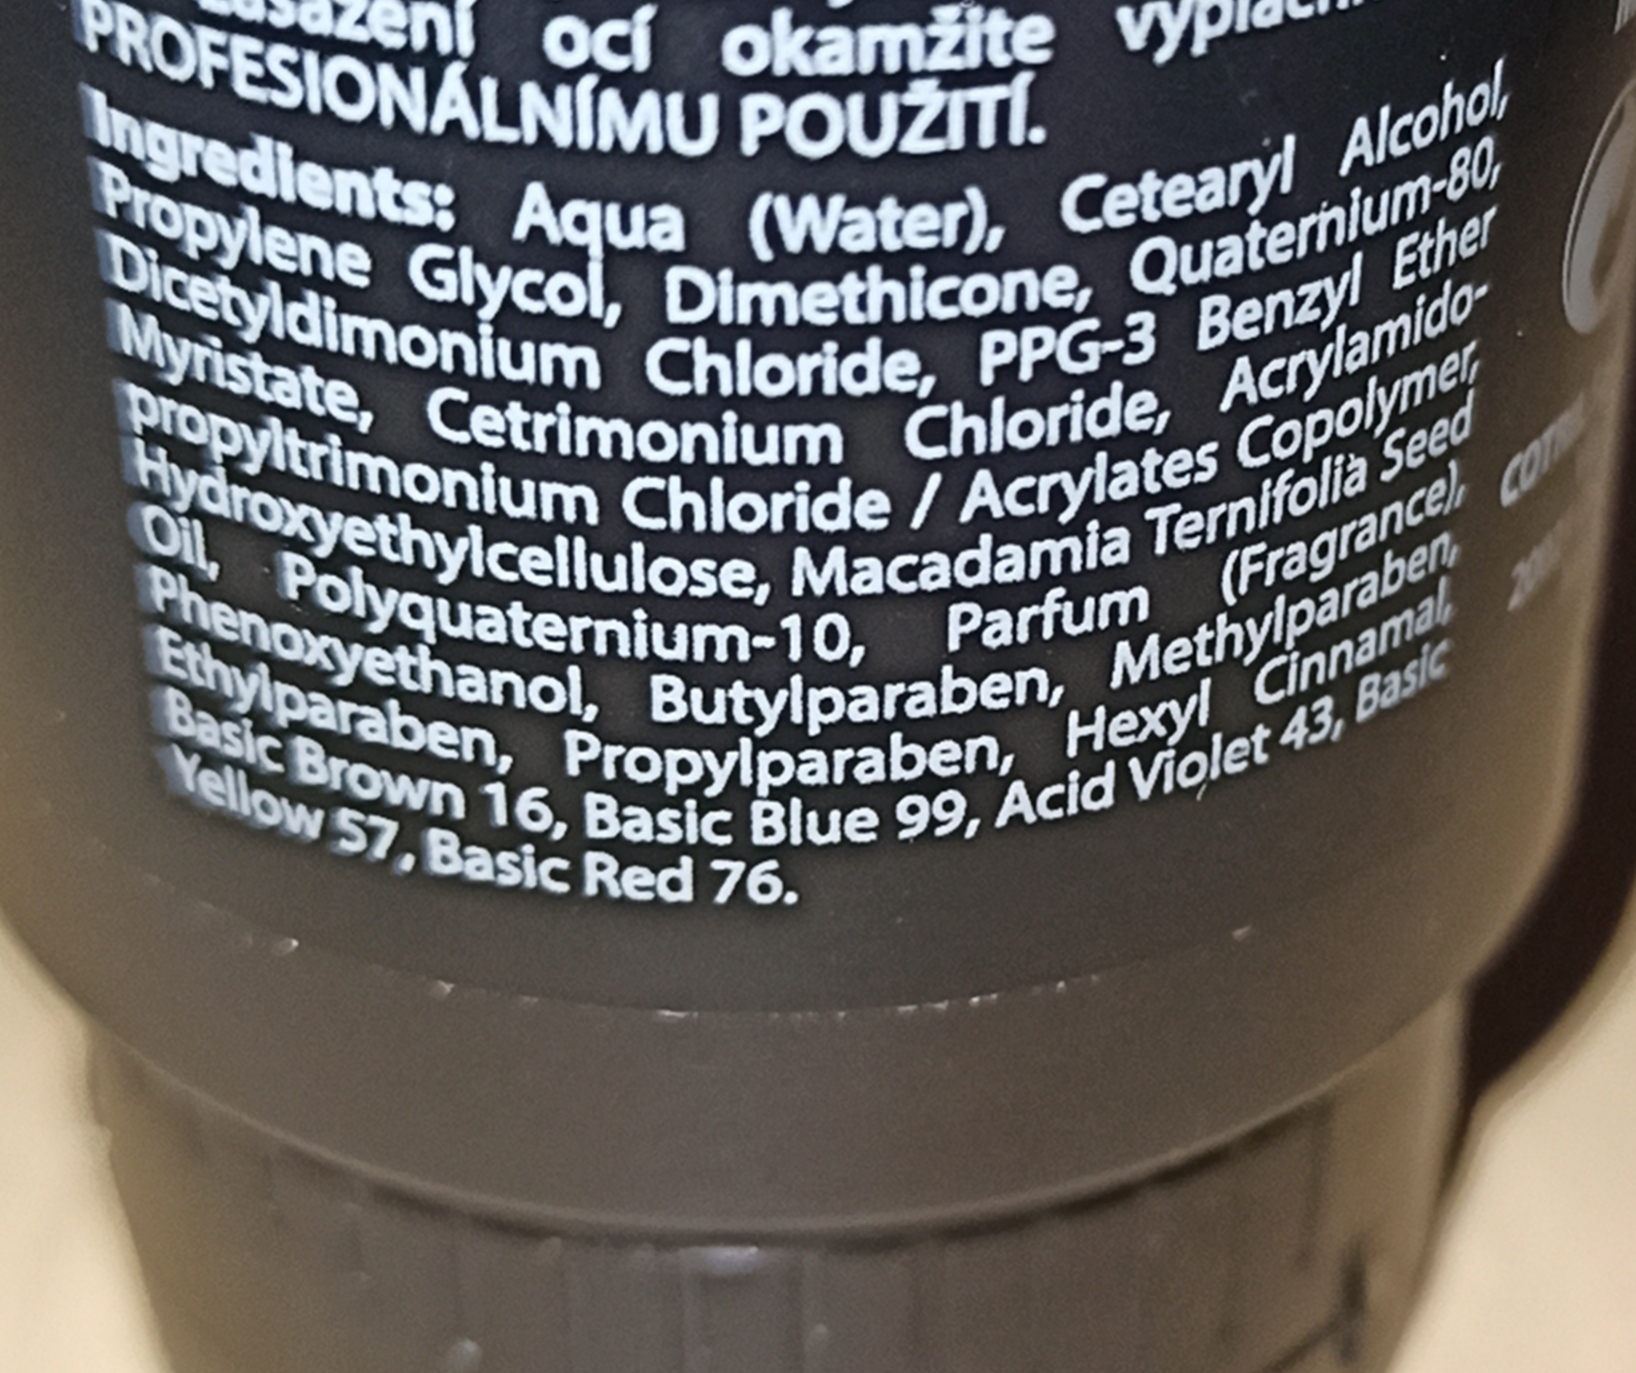 zasažení očí okamžitě
PROFESIONÁLNÍMU POUŽITÍ.
Ingredients: Aqua (Water), Cetearyl Alcohol,
Propylene Glycol, Dimethicone, Quaternium-80,
Dicetyldimonium Chloride, PPG-3 Benzyl Ether
Myristate, Cetrimonium Chloride, Acrylamido-
propyltrimonium Chloride / Acrylates Copolymer,
Hydroxyethylcellulose, Macadamia Ternifolia Seed
Oil, Polyquaternium-10, Parfum (Fragrance),
Phenoxyethanol, Butylparaben, Methylparaben,
Ethylparaben, Propylparaben, Hexyl Cinnamal,
Basic Brown 16, Basic Blue 99, Acid Violet 43, Basic
Yellow 57, Basic Red 76.